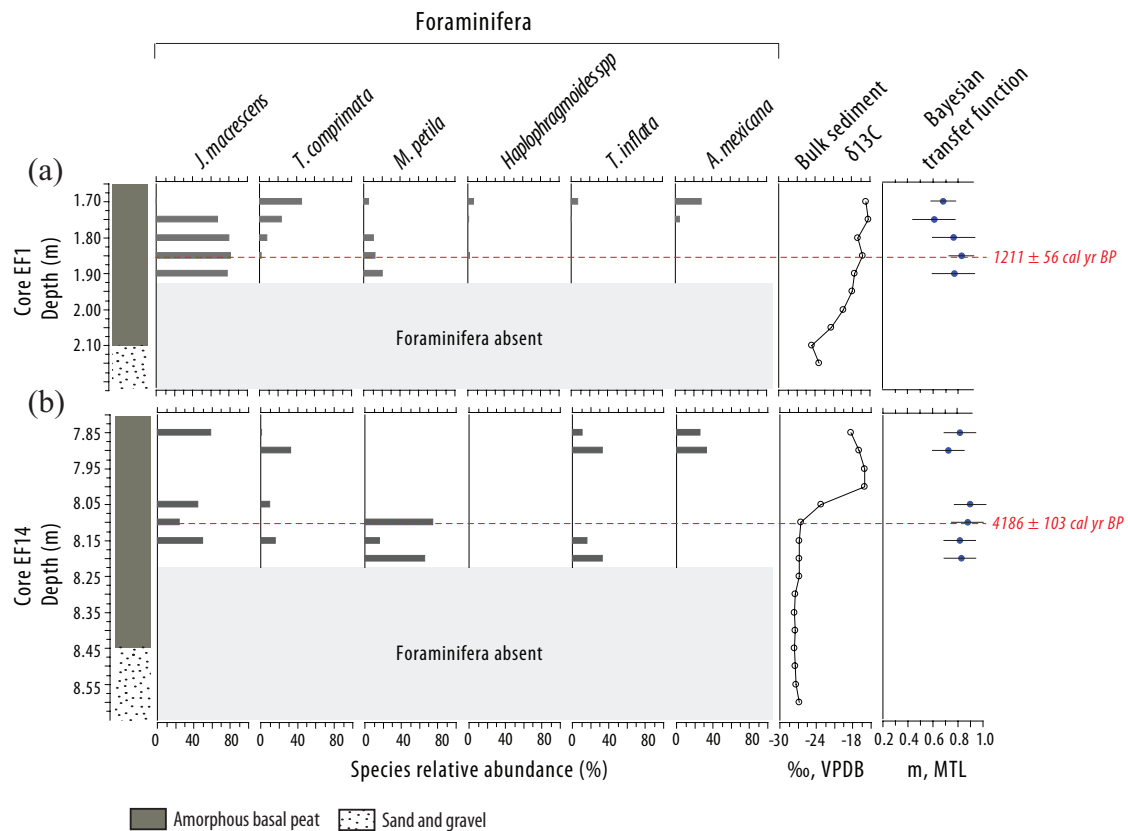 Foraminifera
J. macrescens
T. comprimata
M. petila
Haplophragmoides spp
T. inflata
A. mexicana
Bulk sediment
δ13C
Bayesian
transfer function
(a)
Core EF1
Depth (m)
1.70
1.80
1.90
2.00
2.10
Foraminifera absent
1211 ± 56 cal yr BP
(b)
Core EF14
Depth (m)
7.85
7.95
8.05
8.15
8.25
8.35
8.45
8.55
Foraminifera absent
4186 ± 103 cal yr BP
0 40 80 0 40 80 0 40 80 0 40 80 0 40 80 0 40 80 -30 -24 -18 0.2 0.4 0.6 0.8 1.0
Species relative abundance (%)
‰, VPDB
m, MTL
Amorphous basal peat
Sand and gravel